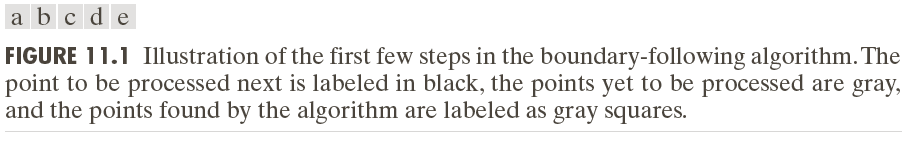 a b c d e
FIGURE 11.1 Illustration of the first few steps in the boundary-following algorithm. The
point to be processed next is labeled in black, the points yet to be processed are gray,
and the points found by the algorithm are labeled as gray squares.